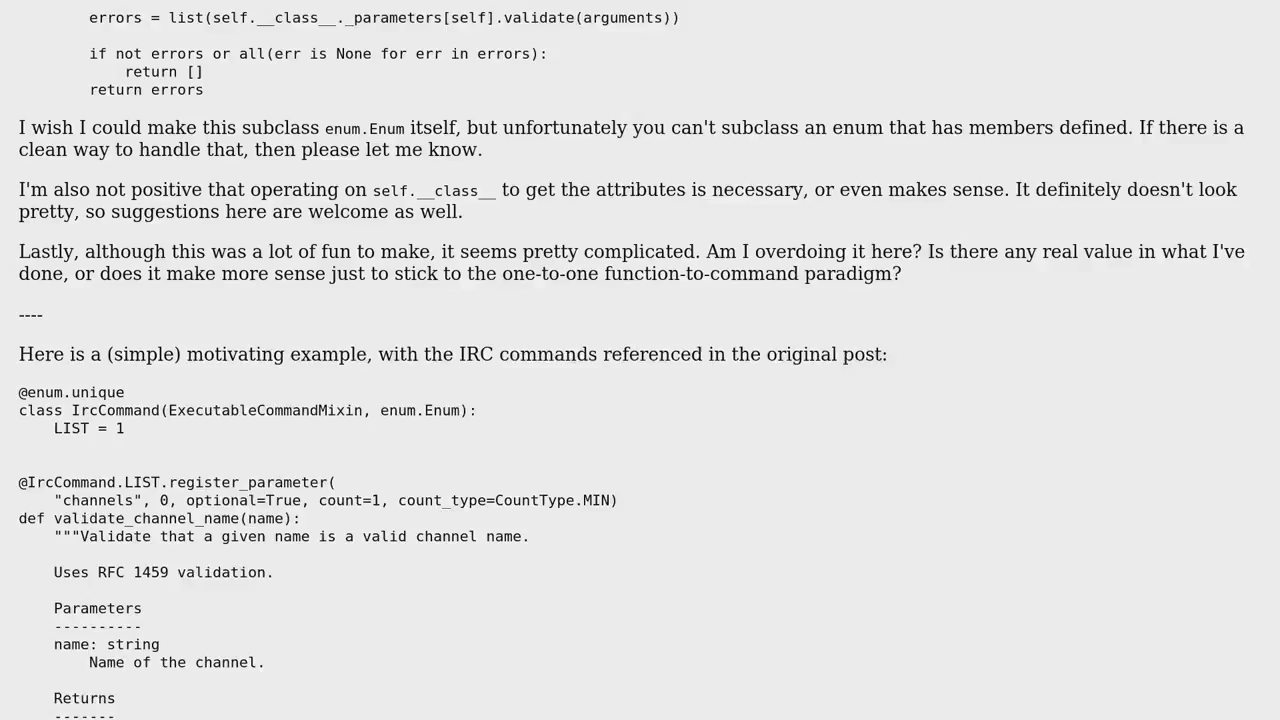 errors = list(self.__class__._parameters[self].validate(arguments))

        if not errors or all(err is None for err in errors):
            return []
        return errors

I wish I could make this subclass enum.Enum itself, but unfortunately you can't subclass an enum that has members defined. If there is a
clean way to handle that, then please let me know.

I'm also not positive that operating on self.__class__ to get the attributes is necessary, or even makes sense. It definitely doesn't look
pretty, so suggestions here are welcome as well.

Lastly, although this was a lot of fun to make, it seems pretty complicated. Am I overdoing it here? Is there any real value in what I've
done, or does it make more sense just to stick to the one-to-one function-to-command paradigm?

----

Here is a (simple) motivating example, with the IRC commands referenced in the original post:

@enum.unique
class IrcCommand(ExecutableCommandMixin, enum.Enum):
    LIST = 1


@IrcCommand.LIST.register_parameter(
    "channels", 0, optional=True, count=1, count_type=CountType.MIN)
def validate_channel_name(name):
    """Validate that a given name is a valid channel name.

    Uses RFC 1459 validation.

    Parameters
    ----------
    name: string
        Name of the channel.

    Returns
    -------